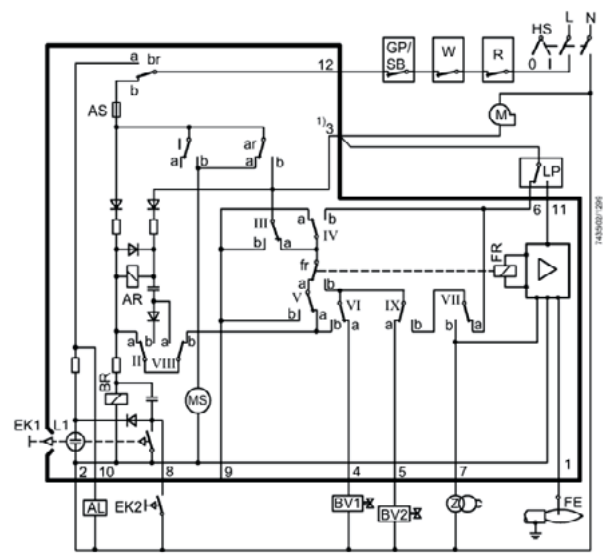 L N
HS
GP/
SB
W
R
0 I
a br
12
b
AS
M
1)
3
I
ar
a b a b
LP
6 11
III
a b
IV
b a
fr
FR
a b
AR
V
VI
IX
VII
b a
b a
a b
b a
a b a b
II VIII
BR
MS
EK1 L1
2 10 8 9 4 5 7 1
AL
EK2
BV1
BV2
Z
FE